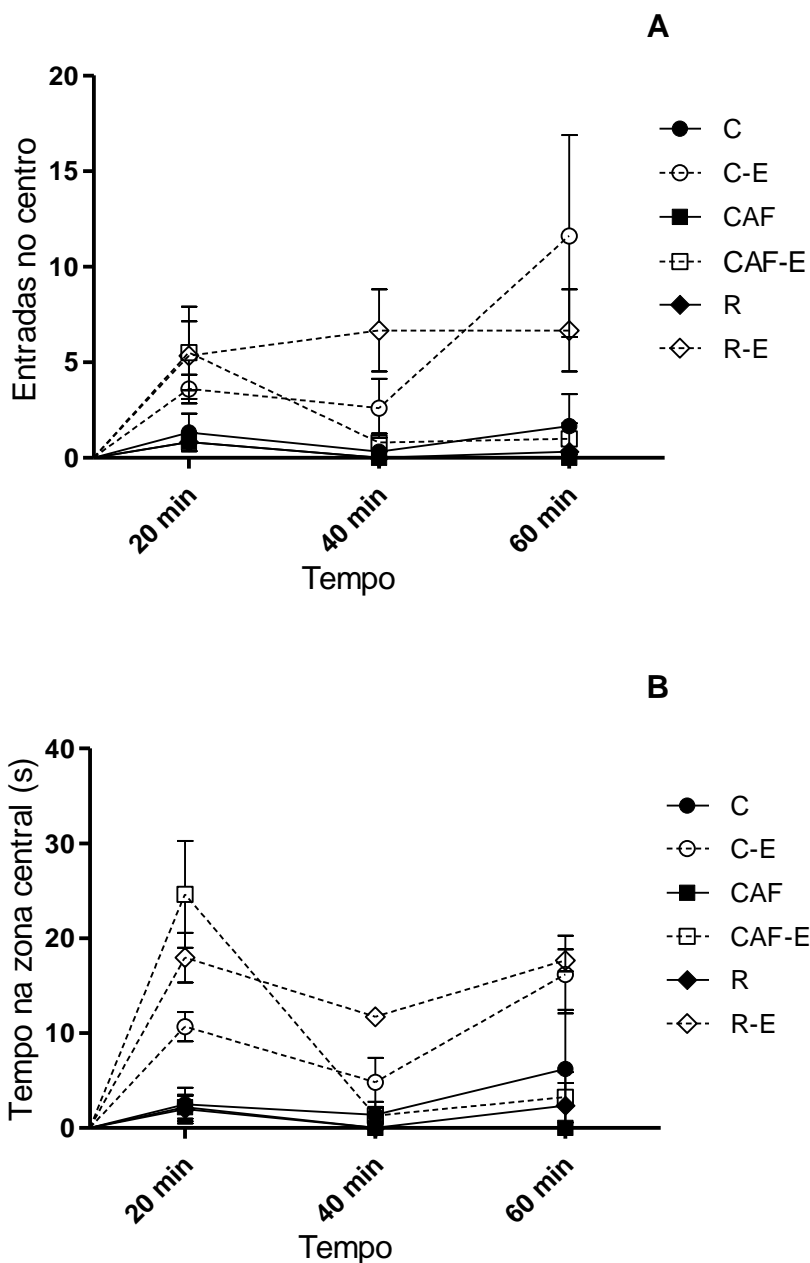 A
Entradas no centro
20
15
10
5
0
20 min
40 min
60 min
Tempo
C
C-E
CAF
CAF-E
R
R-E
B
Tempo na zona central (s)
40
30
20
10
0
20 min
40 min
60 min
Tempo
C
C-E
CAF
CAF-E
R
R-E